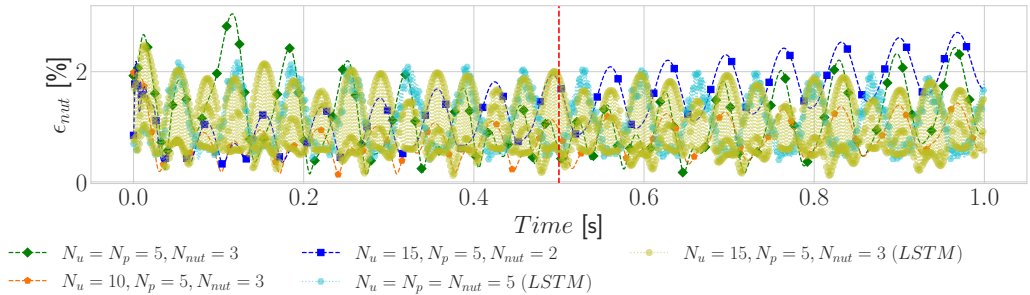 ϵ_nut [%]
2
0
0.0 0.2 0.4 0.6 0.8 1.0
Time [s]
N_u = N_p = 5, N_nut = 3
N_u = 15, N_p = 5, N_nut = 2
N_u = 15, N_p = 5, N_nut = 3 (LSTM)
N_u = 10, N_p = 5, N_nut = 3
N_u = N_p = N_nut = 5 (LSTM)